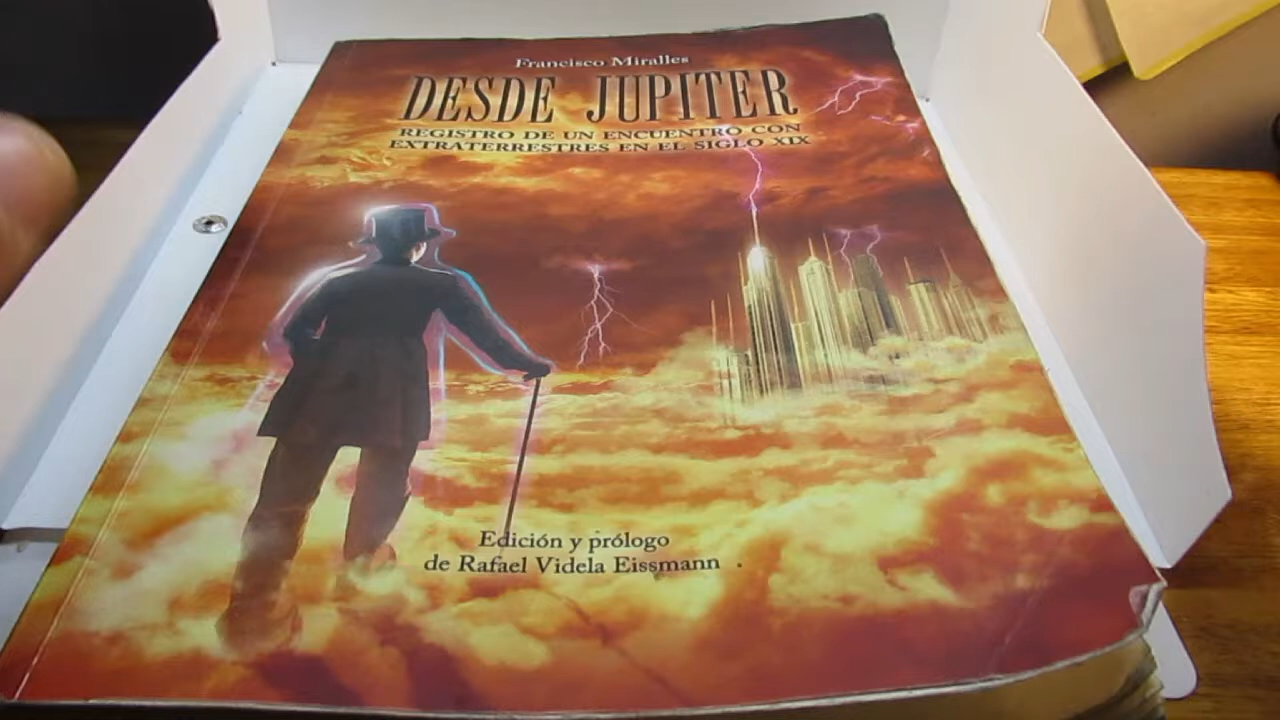 Francisco Miralles
DESDE JUPITER
REGISTRO DE UN ENCUENTRO CON
EXTRATERRESTRES EN EL SIGLO XIX
Edición y prólogo
de Rafael Videla Eissmann